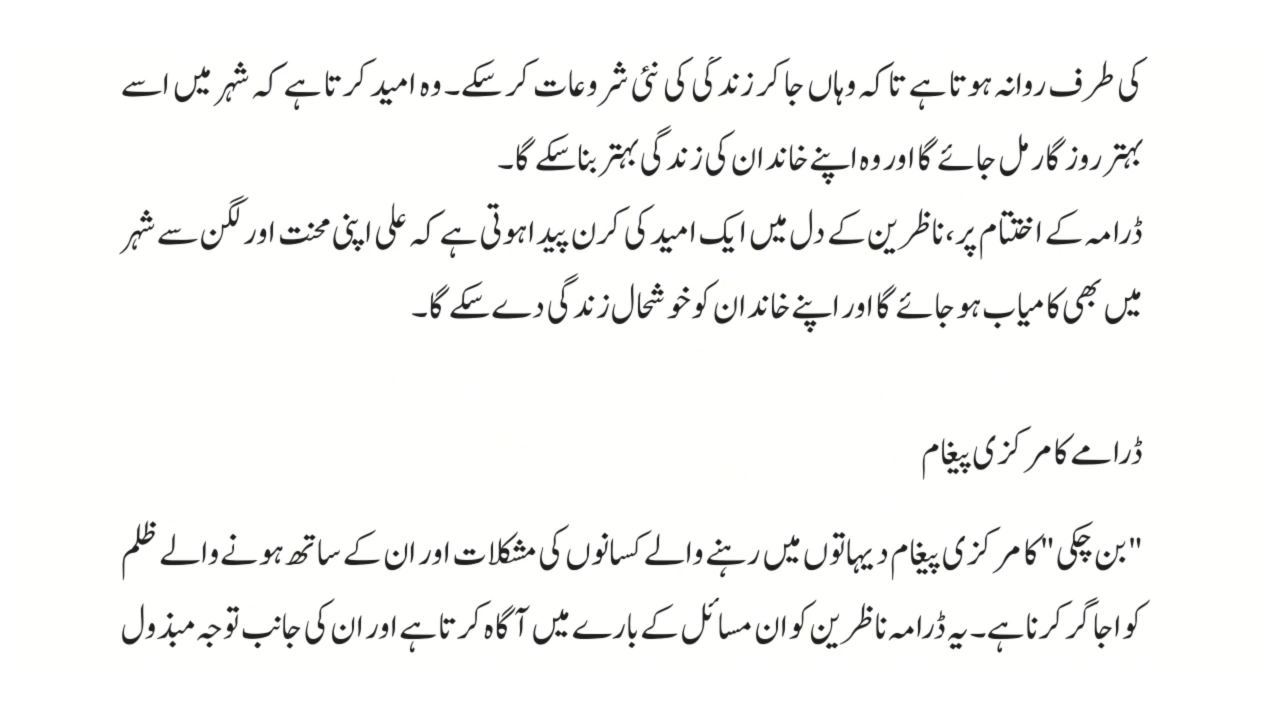 کی طرف روانہ ہوتا ہے تاکہ وہاں جاکر زندگی کی نئی شروعات کر سکے۔ وہ امید کرتا ہے کہ شہر میں اسے
بہتر روزگار مل جائے گا اور وہ اپنے خاندان کی زندگی بہتر بنا سکے گا۔
ڈرامہ کے اختتام پر، ناظرین کے دل میں ایک امید کی کرن پیدا ہوتی ہے کہ علی اپنی محنت اور لگن سے شہر
میں بھی کامیاب ہو جائے گا اور اپنے خاندان کو خوشحال زندگی دے سکے گا۔
ڈرامے کا مرکزی پیغام
"بن چکی" کا مرکزی پیغام دیہاتوں میں رہنے والے کسانوں کی مشکلات اور ان کے ساتھ ہونے والے ظلم
کو اجاگر کرنا ہے۔ یہ ڈرامہ ناظرین کو ان مسائل کے بارے میں آگاہ کرتا ہے اور ان کی جانب توجہ مبذول